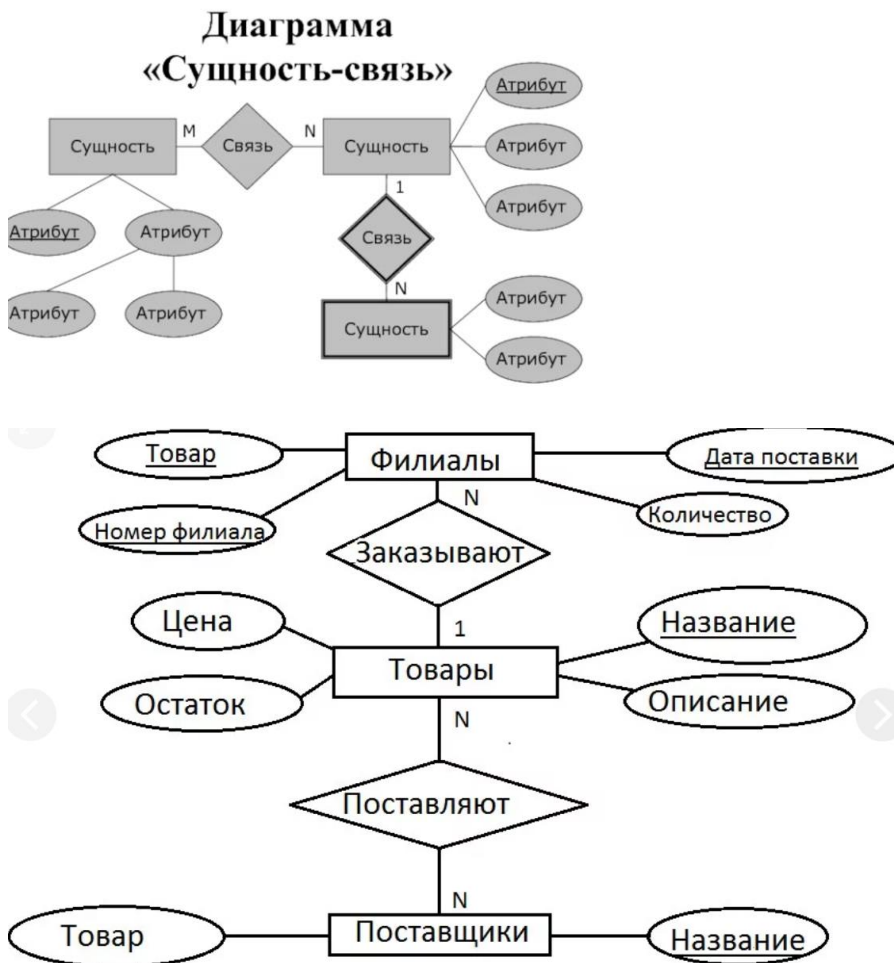 Диаграмма
«Сущность-связь»
Атрибут
Сущность
M
Связь
N
Сущность
Атрибут
Атрибут
1
Атрибут
Атрибут
Связь
N
Атрибут
Атрибут
Атрибут
Сущность
Атрибут
Товар
Филиалы
Дата поставки
N
Номер филиала
Количество
Заказывают
Цена
1
Название
Товары
Остаток
Описание
N
Поставляют
N
Товар
Поставщики
Название